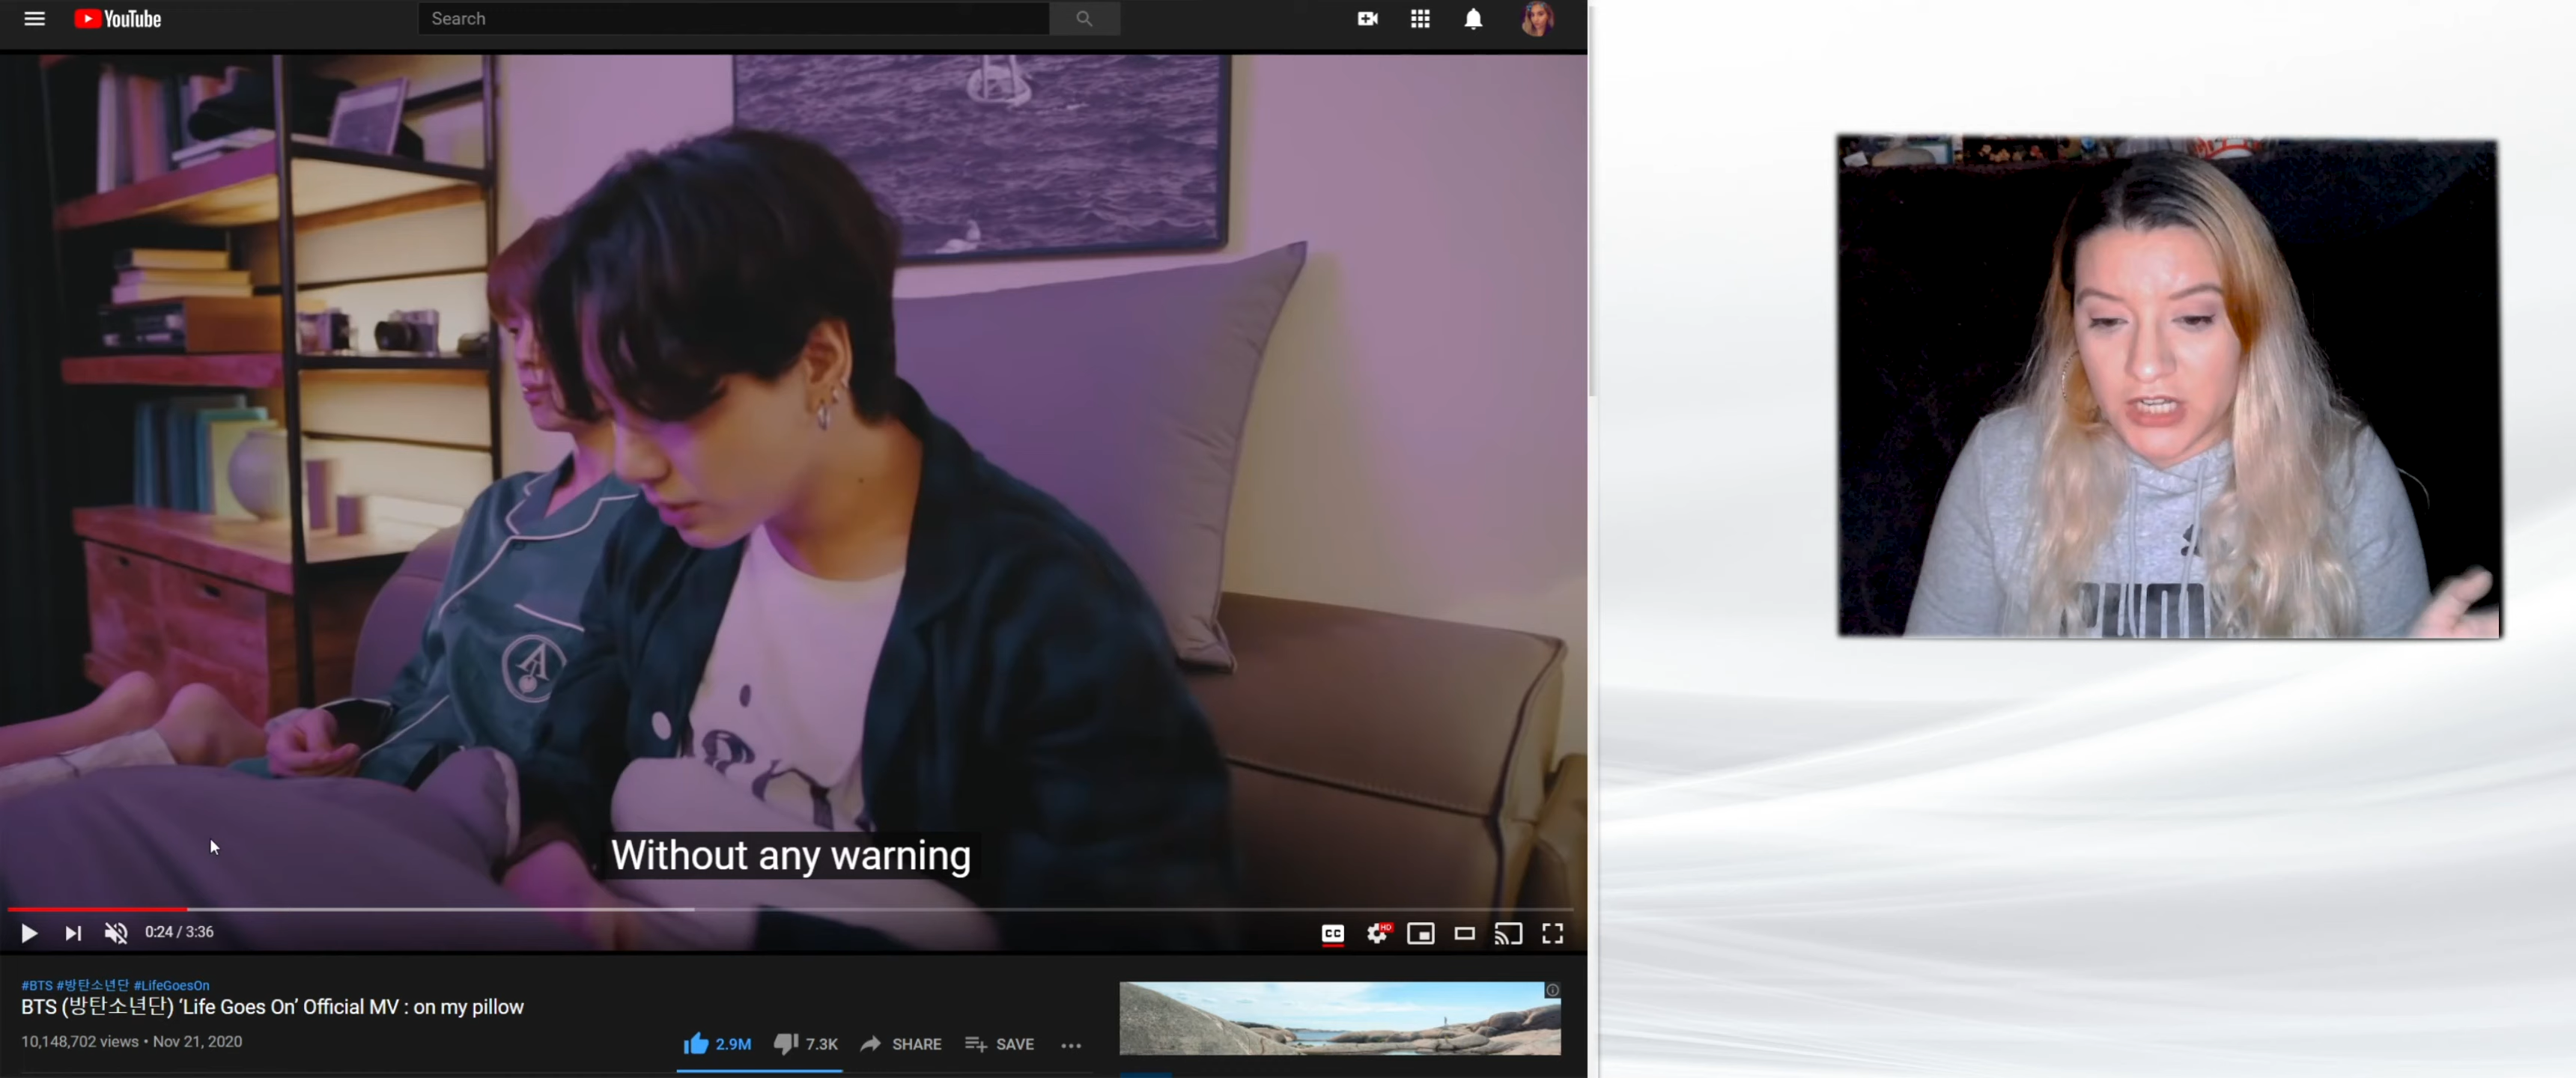 YouTube
Search
Without any warning
0:24 / 3:36
CC
HD
#BTS #방탄소년단 #LifeGoesOn
BTS (방탄소년단) ‘Life Goes On’ Official MV : on my pillow
10,148,702 views • Nov 21, 2020
2.9M 7.3K SHARE SAVE
A